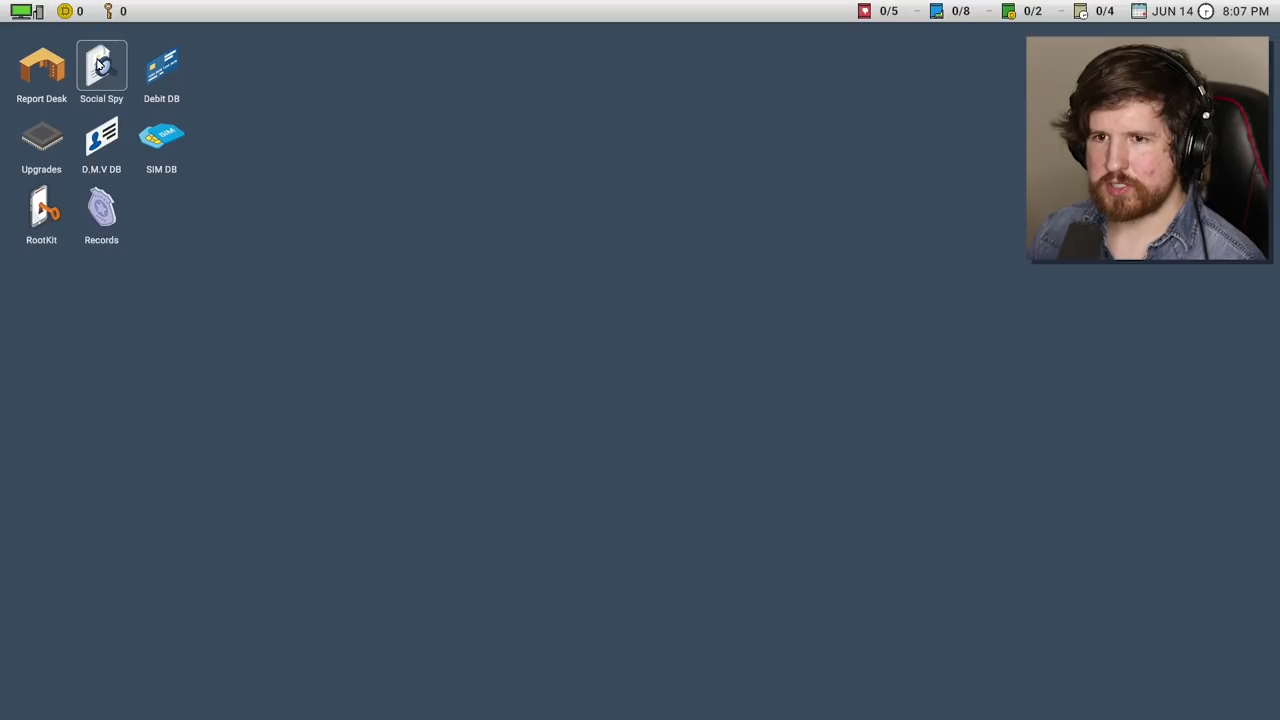 0 0 0/5 0/8 0/2 0/4 JUN 14 8:07 PM
Report Desk Social Spy Debit DB
SIM
Upgrades D.M.V DB SIM DB
RootKit Records